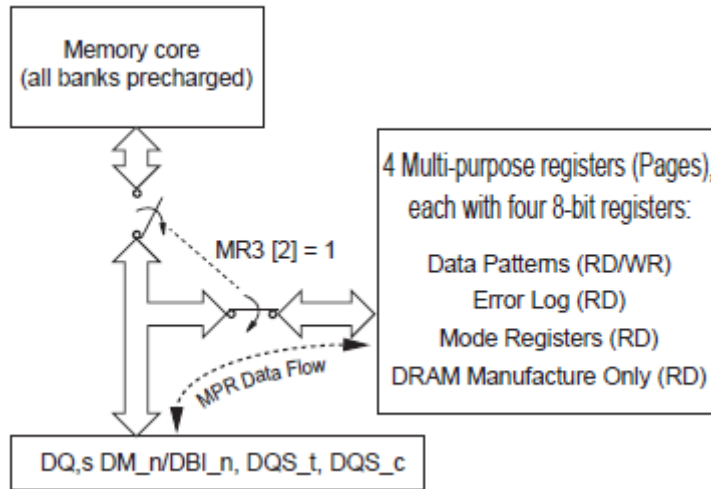 Memory core
(all banks precharged)
4 Multi-purpose registers (Pages),
each with four 8-bit registers:
Data Patterns (RD/WR)
Error Log (RD)
Mode Registers (RD)
DRAM Manufacture Only (RD)
MR3 [2] = 1
MPR Data Flow
DQ,s DM_n/DBI_n, DQS_t, DQS_c